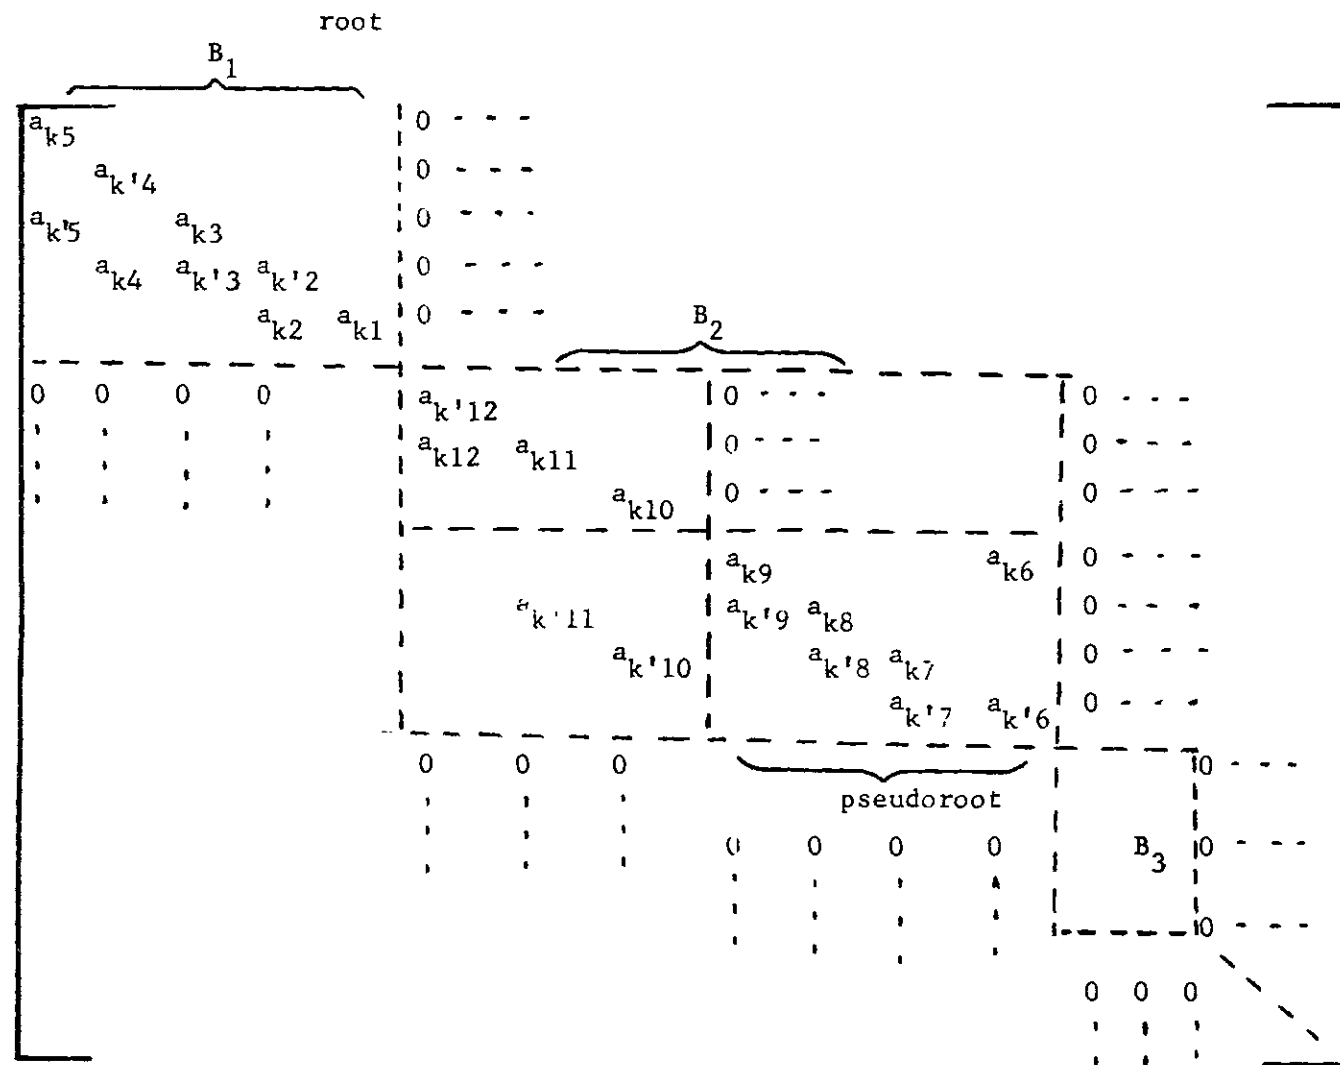 root
B1
ak5 0 - - -
ak'4 0 - - -
ak'5 ak3 0 - - -
ak4 ak'3 ak'2 0 - - -
ak2 ak1 0 - - -
B2
0 0 0 0 ak'12 0 - - - 0 - - -
ak12 ak11 0 - - - 0 - - -
ak10 0 - - - 0 - - -
ak9 ak6 0 - - -
ak'11 ak'9 ak8 0 - - -
ak'10 ak'8 ak7 0 - - -
ak'7 ak'6 0 - - -
0 0 0 0 - - -
pseudoroot
0 0 0 0 B3 0 - - -
0 - - -
0 0 0